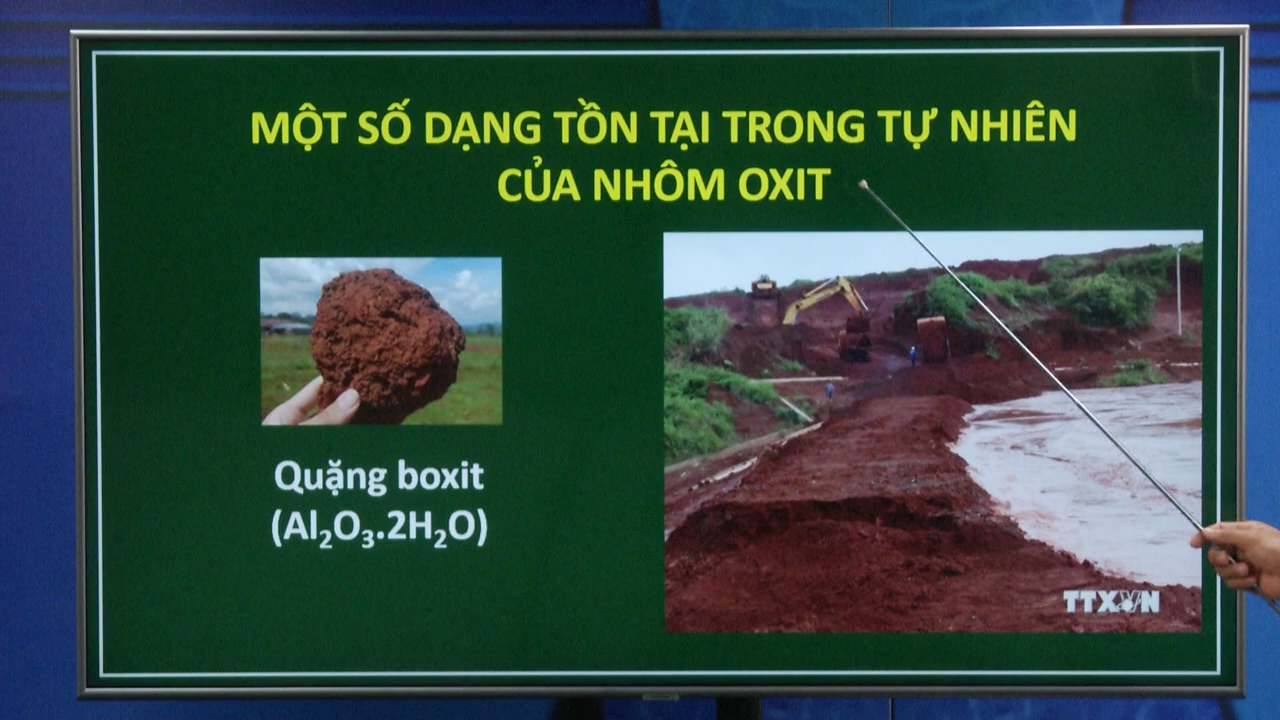 MỘT SỐ DẠNG TỒN TẠI TRONG TỰ NHIÊN
CỦA NHÔM OXIT
Quặng boxit
(Al₂O₃.2H₂O)
TTXVN